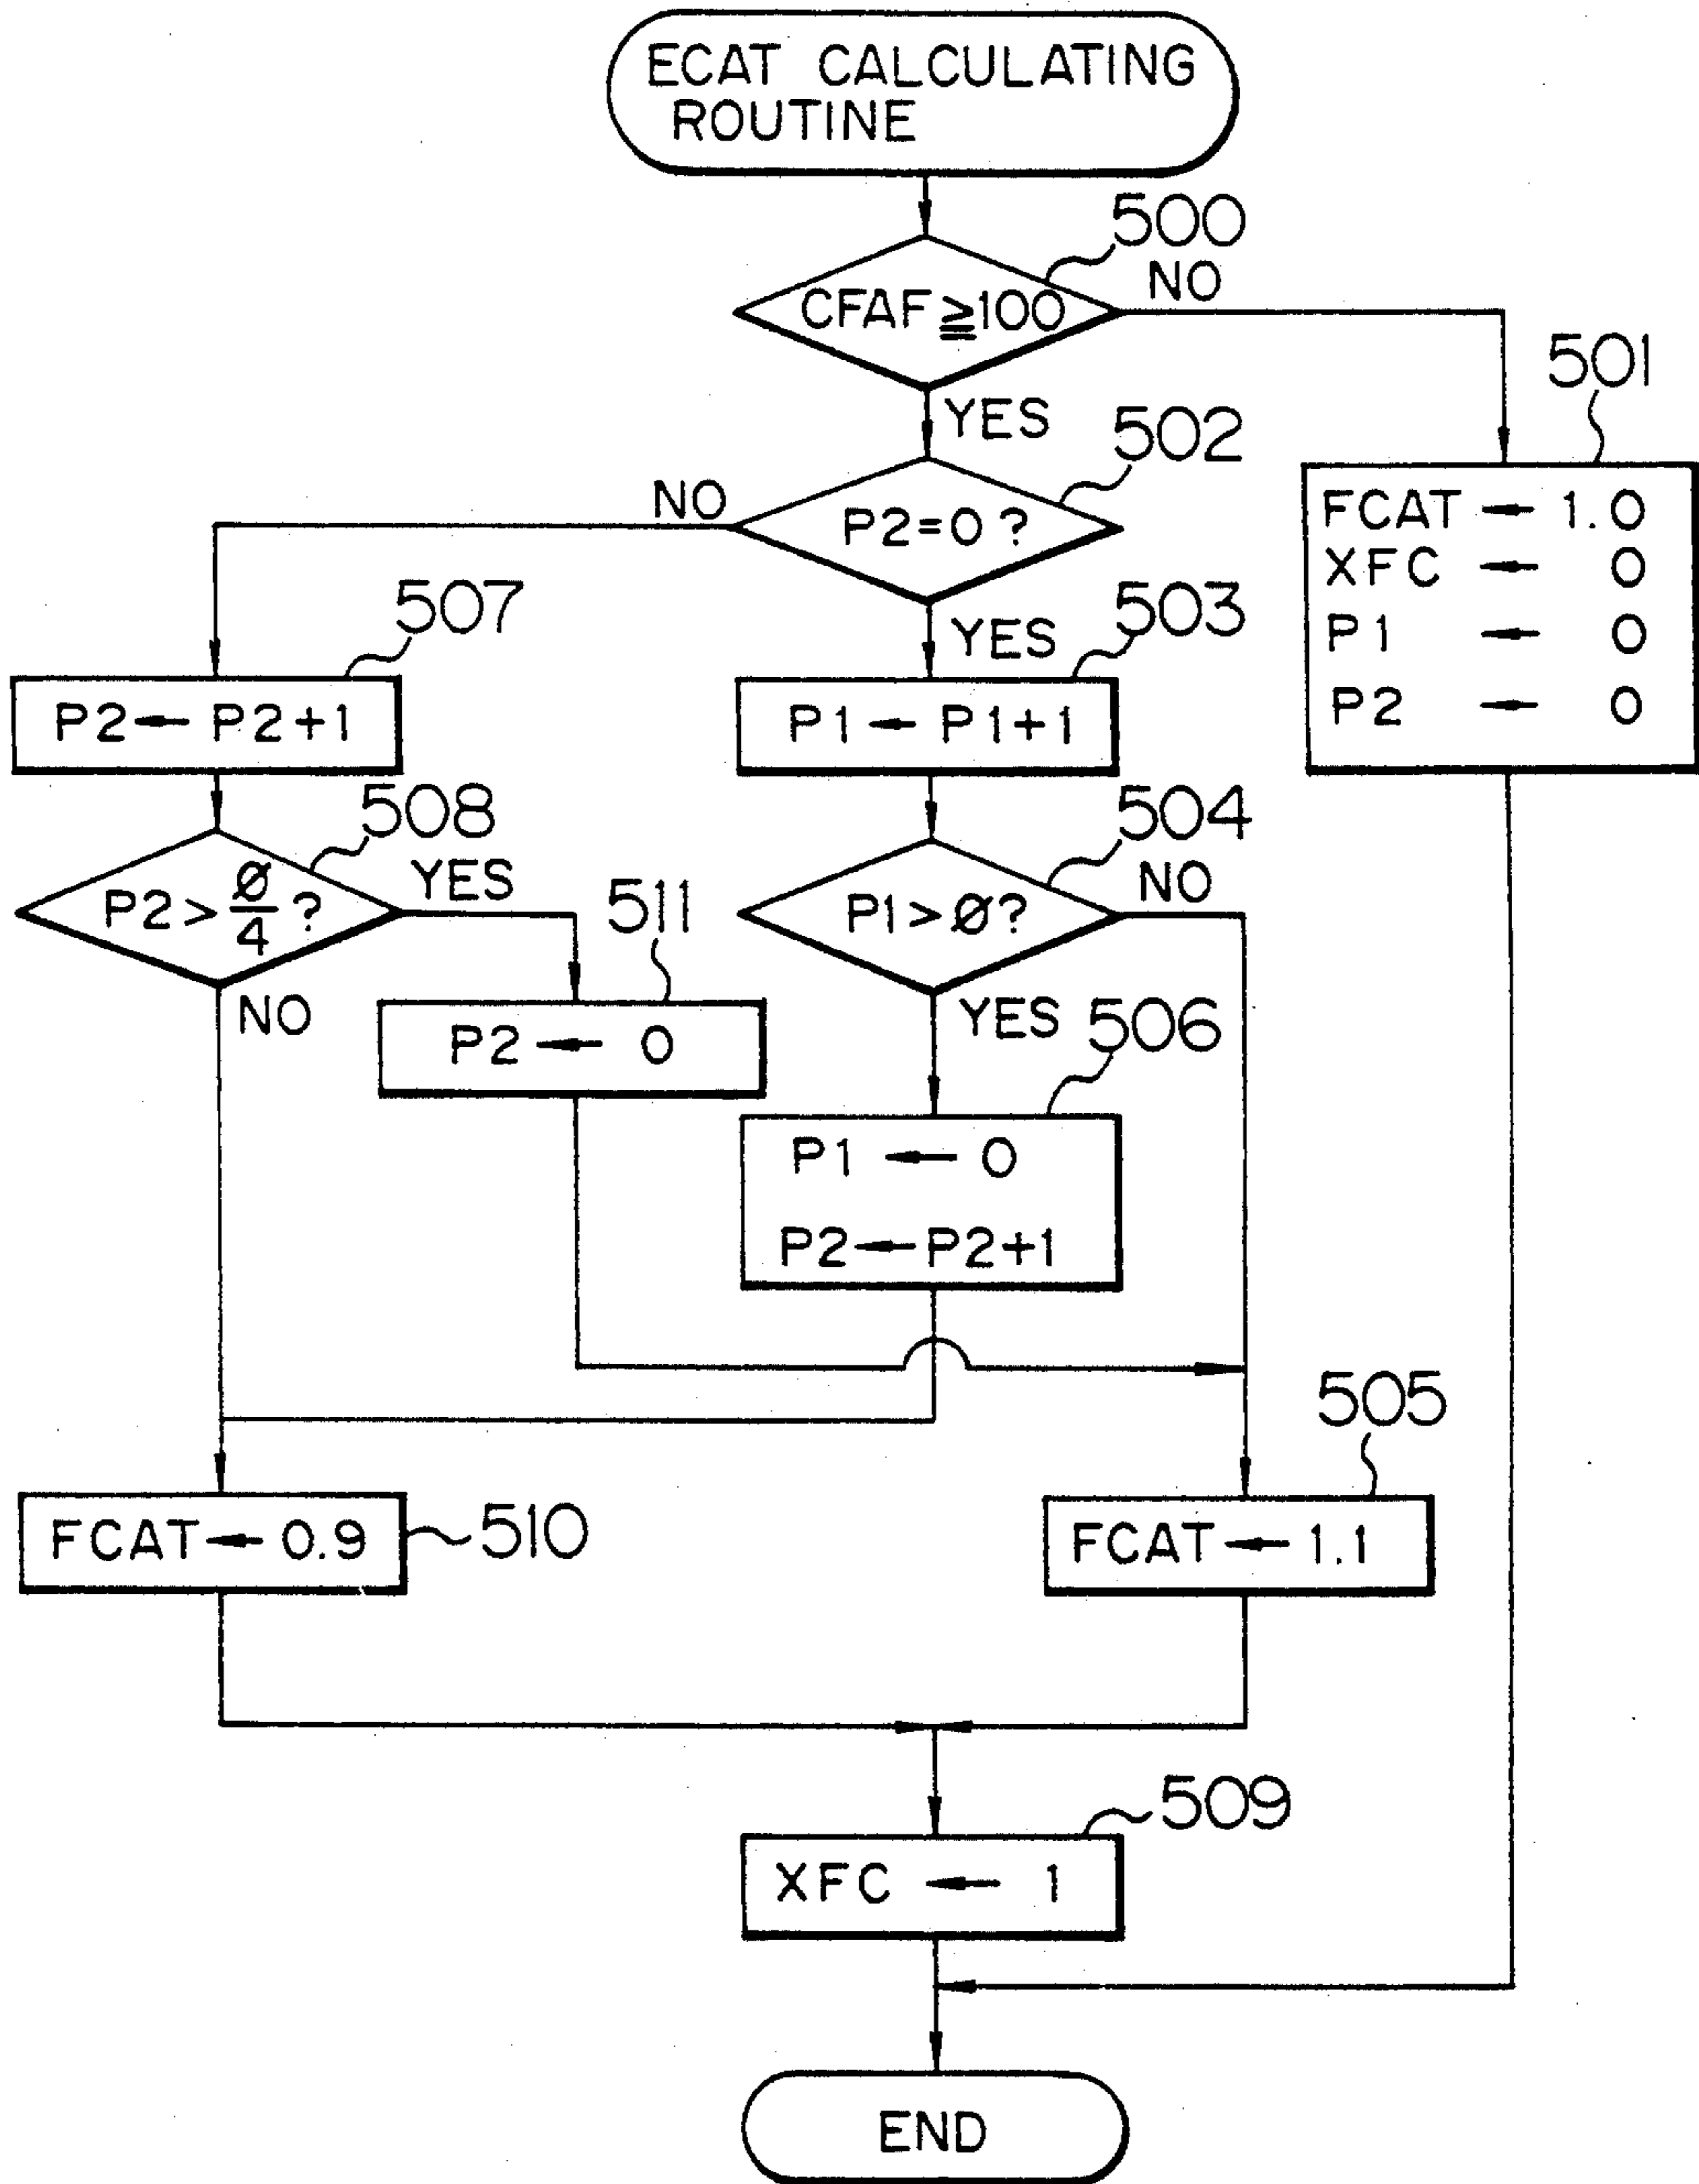 ECAT CALCULATING
ROUTINE
500
CFAF ≧100
NO
YES
501
FCAT ← 1.0
XFC ← 0
P1 ← 0
P2 ← 0
502
P2=0?
NO
YES
507
P2 ← P2+1
503
P1 ← P1+1
508
P2 > Ø/4 ?
YES
NO
504
P1 > Ø?
NO
YES
511
P2 ← 0
506
P1 ← 0
P2 ← P2+1
505
FCAT ← 1.1
FCAT ← 0.9
510
509
XFC ← 1
END